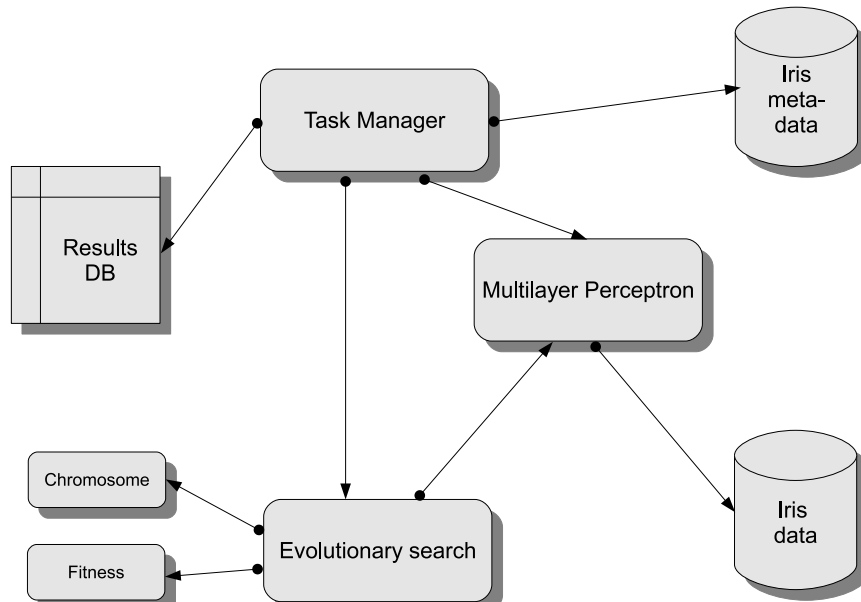 Task Manager
Iris
meta-
data
Results
DB
Multilayer Perceptron
Chromosome
Evolutionary search
Fitness
Iris
data